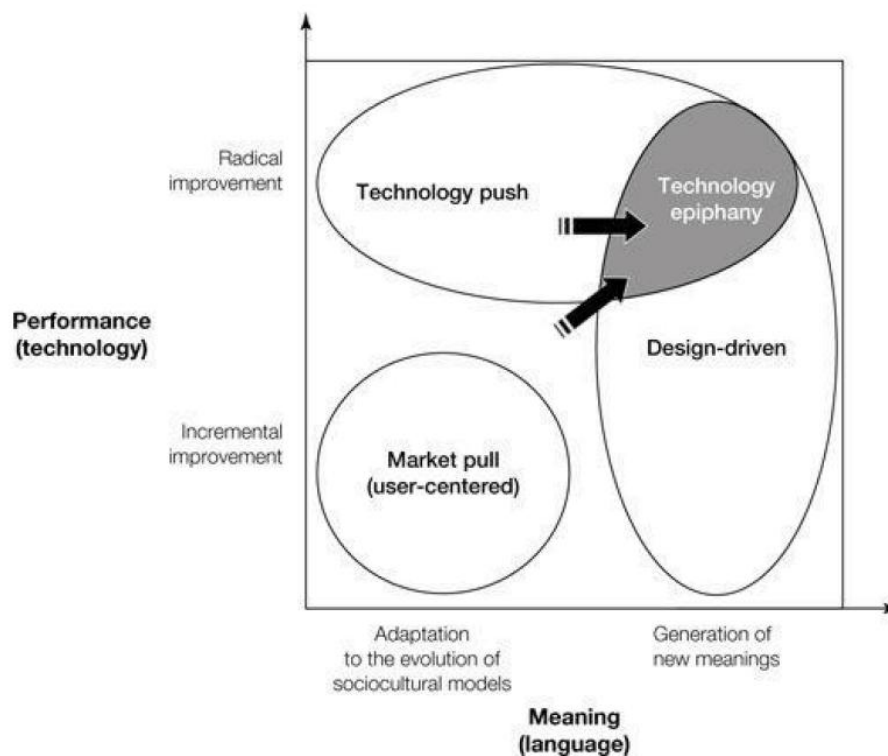 Radical
improvement
Technology push
Technology
epiphany
Performance
(technology)
Design-driven
Incremental
improvement
Market pull
(user-centered)
Adaptation
to the evolution of
sociocultural models
Generation of
new meanings
Meaning
(language)